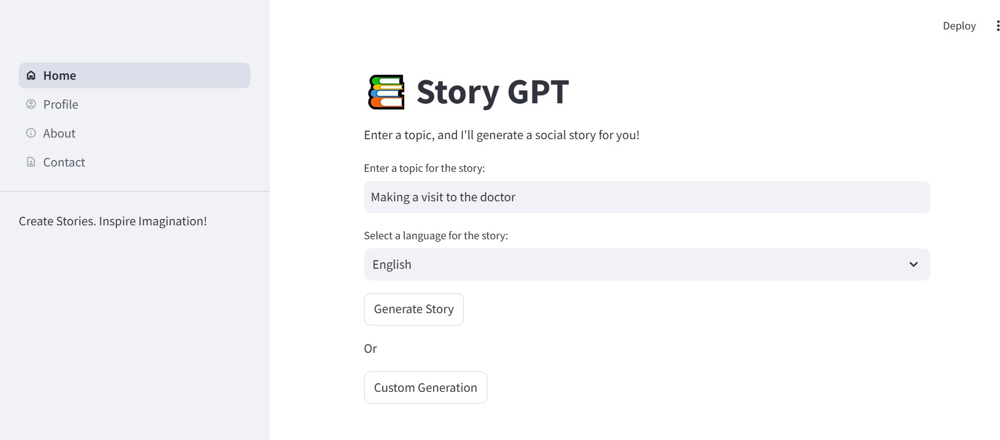 Deploy
Home
Profile
About
Contact
Create Stories. Inspire Imagination!
Story GPT
Enter a topic, and I'll generate a social story for you!
Enter a topic for the story:
Making a visit to the doctor
Select a language for the story:
English
Generate Story
Or
Custom Generation